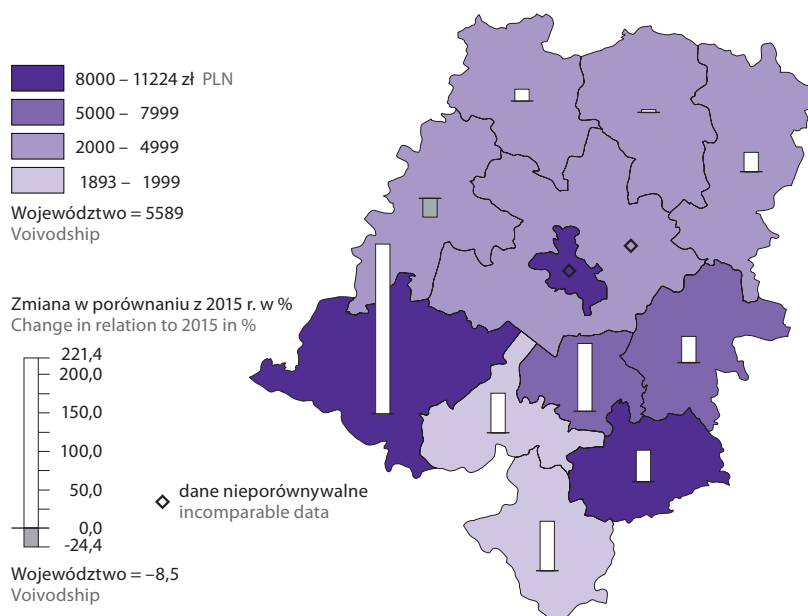 8000 – 11224 zł PLN
5000 – 7999
2000 – 4999
1893 – 1999
Województwo = 5589
Voivodship
Zmiana w porównaniu z 2015 r. w %
Change in relation to 2015 in %
221,4
200,0
150,0
100,0
50,0
0,0
-24,4
dane nieporównywalne
incomparable data
Województwo = –8,5
Voivodship